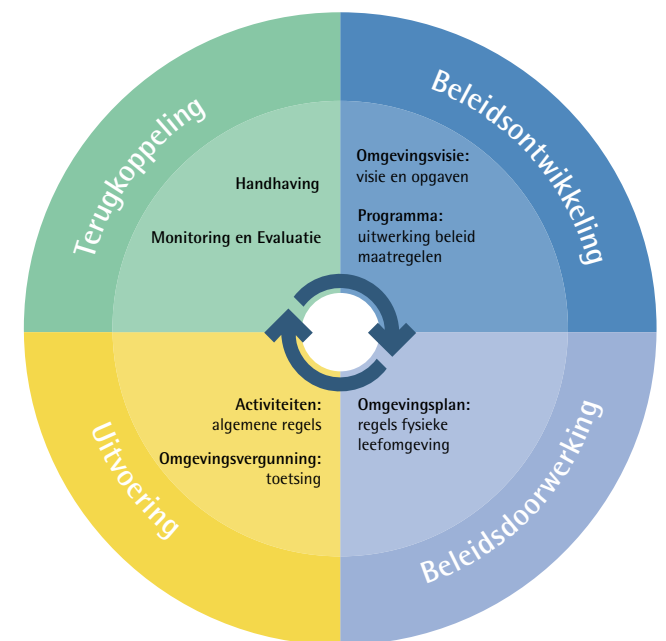 Beleidsontwikkeling
Omgevingsvisie:
visie en opgaven
Programma:
uitwerking beleid
maatregelen
Beleidsdoorwerking
Omgevingsplan:
regels fysieke
leefomgeving
Uitvoering
Activiteiten:
algemene regels
Omgevingsvergunning:
toetsing
Terugkoppeling
Handhaving
Monitoring en Evaluatie